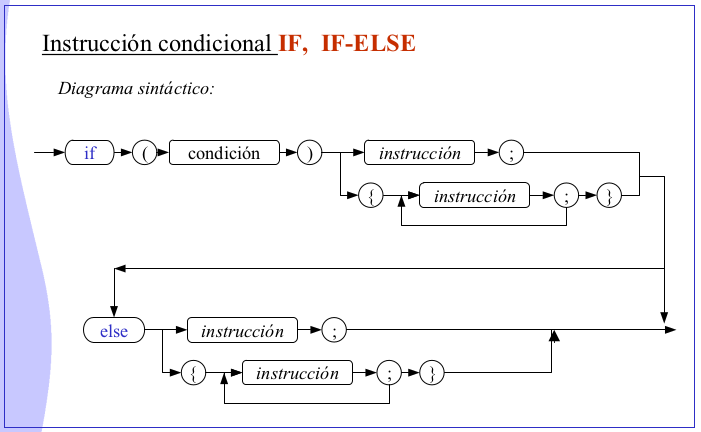 Instrucción condicional IF, IF-ELSE
Diagrama sintáctico:
if ( condición ) instrucción ;
{ instrucción ; }
else instrucción ;
{ instrucción ; }